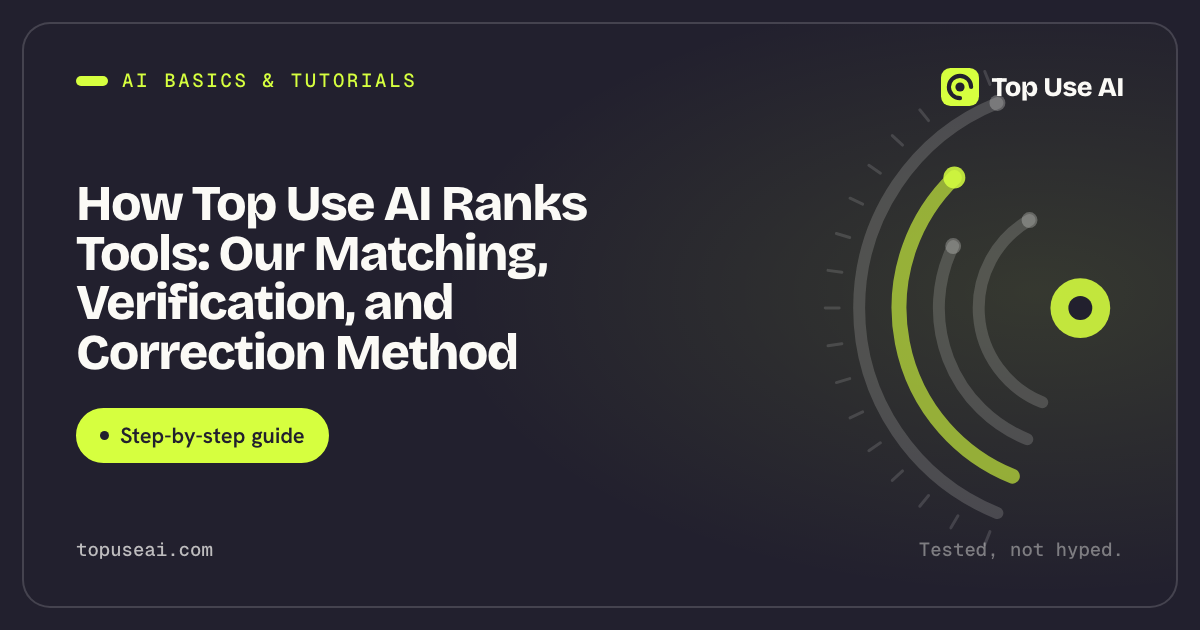 AI BASICS & TUTORIALS
Top Use AI
How Top Use AI Ranks
Tools: Our Matching,
Verification, and
Correction Method
Step-by-step guide
topuseai.com
Tested, not hyped.